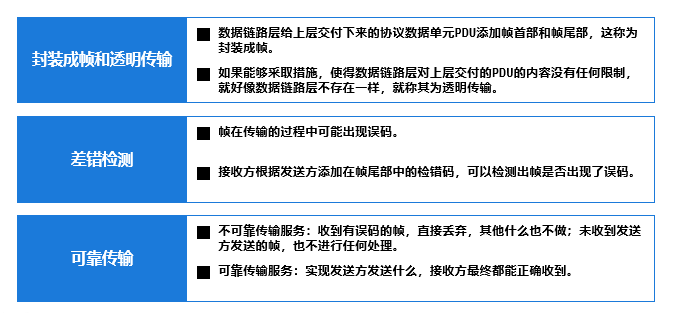 封装成帧和透明传输
■ 数据链路层给上层交付下来的协议数据单元PDU添加帧首部和帧尾部，这称为
封装成帧。
■ 如果能够采取措施，使得数据链路层对上层交付的PDU的内容没有任何限制，
就好像数据链路层不存在一样，就称其为透明传输。
差错检测
■ 帧在传输的过程中可能出现误码。
■ 接收方根据发送方添加在帧尾部中的检错码，可以检测出帧是否出现了误码。
可靠传输
■ 不可靠传输服务：收到有误码的帧，直接丢弃，其他什么也不做；未收到发送
方发送的帧，也不进行任何处理。
■ 可靠传输服务：实现发送方发送什么，接收方最终都能正确收到。